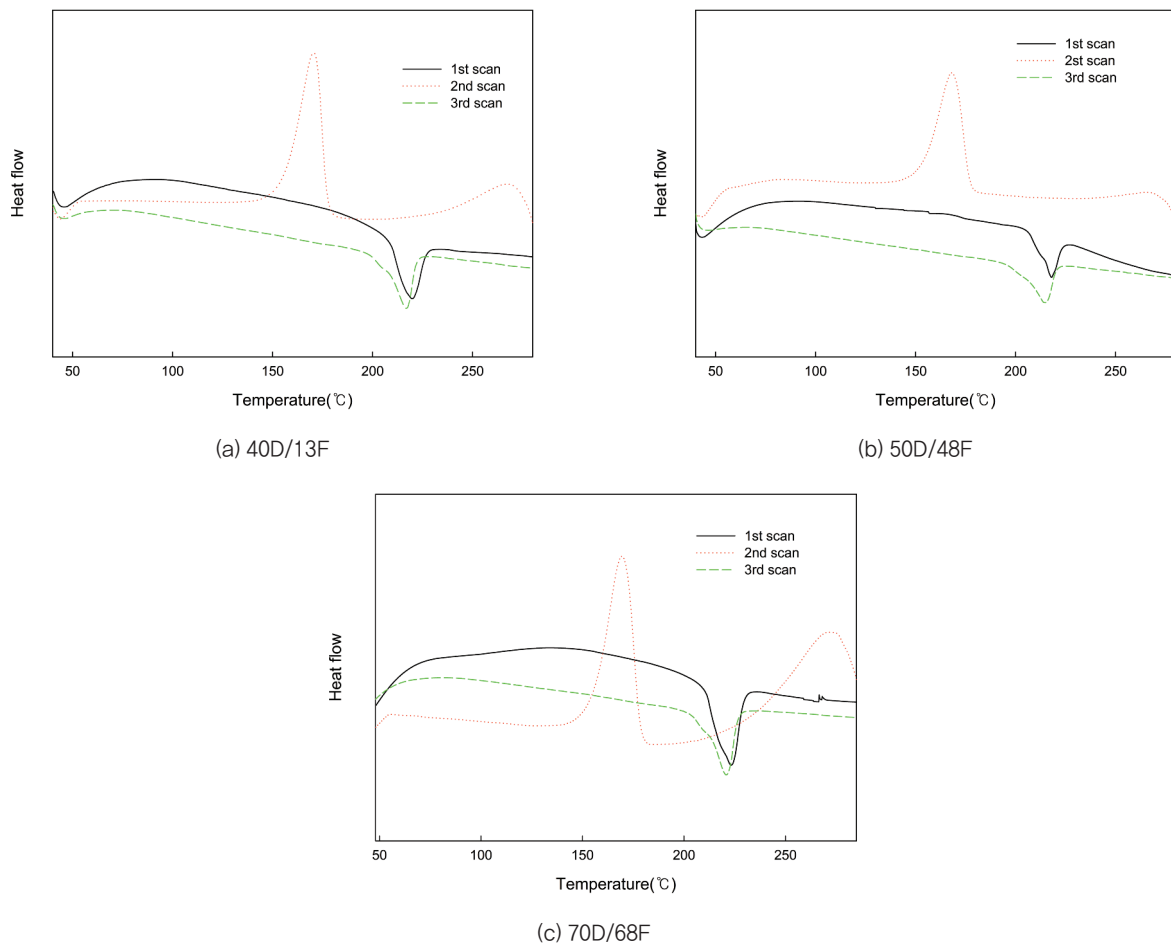 1st scan
2nd scan
3rd scan
Heat flow
50 100 150 200 250
Temperature(℃)
(a) 40D/13F
1st scan
2st scan
3rd scan
Heat flow
50 100 150 200 250
Temperature(℃)
(b) 50D/48F
1st scan
2nd scan
3rd scan
Heat flow
50 100 150 200 250
Temperature(℃)
(c) 70D/68F